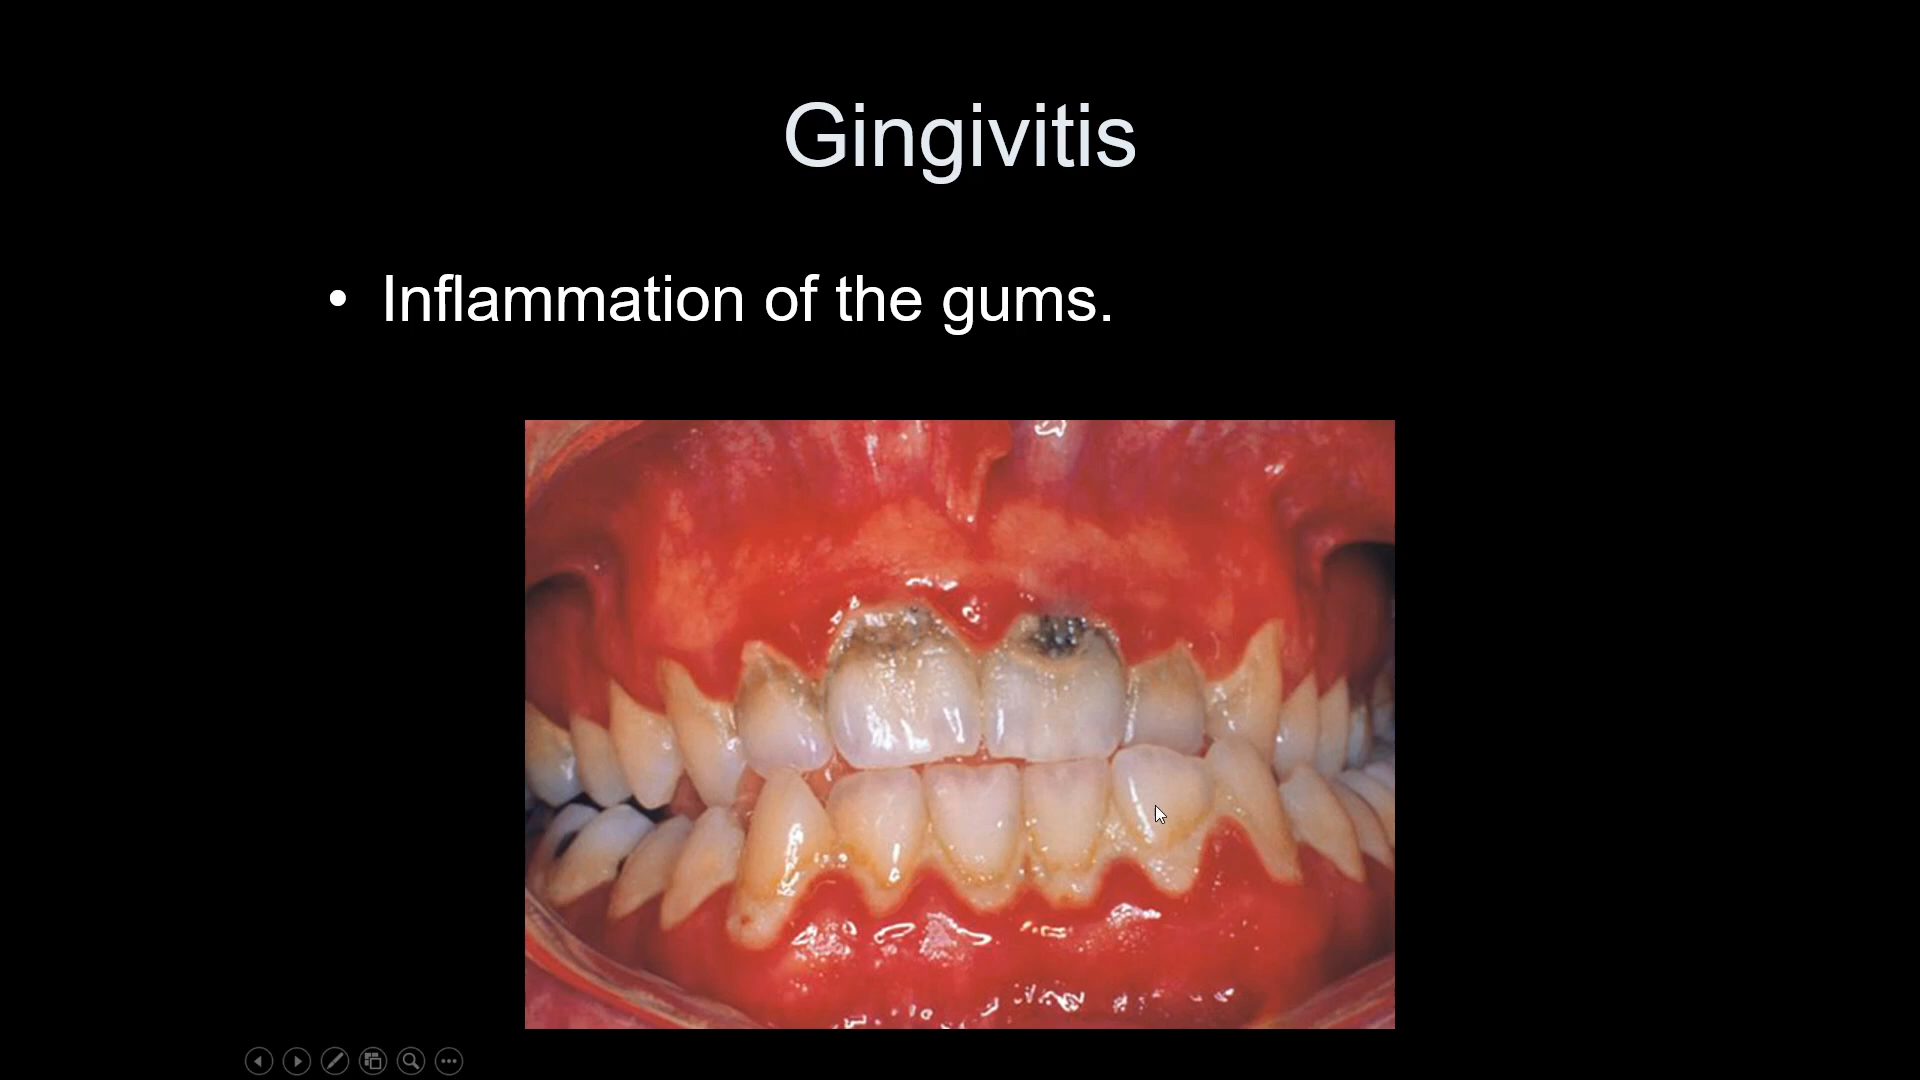 Gingivitis
• Inflammation of the gums.